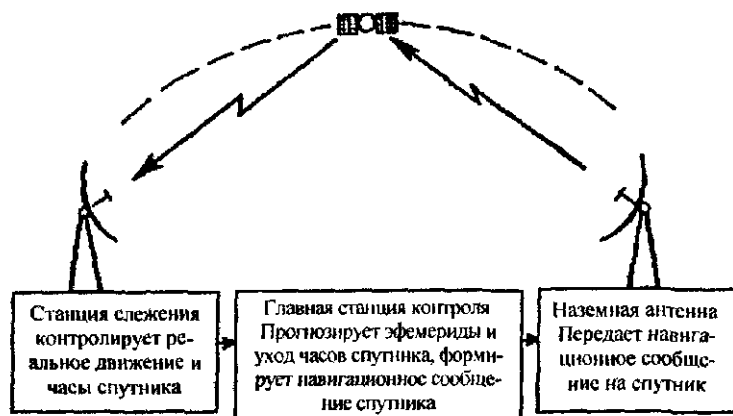 Станция слежения
контролирует ре-
альное движение и
часы спутника
Главная станция контроля
Прогнозирует эфемериды и
уход часов спутника, форми-
рует навигационное сообще-
ние спутника
Наземная антенна
Передает навига-
ционное сообще-
ние на спутник